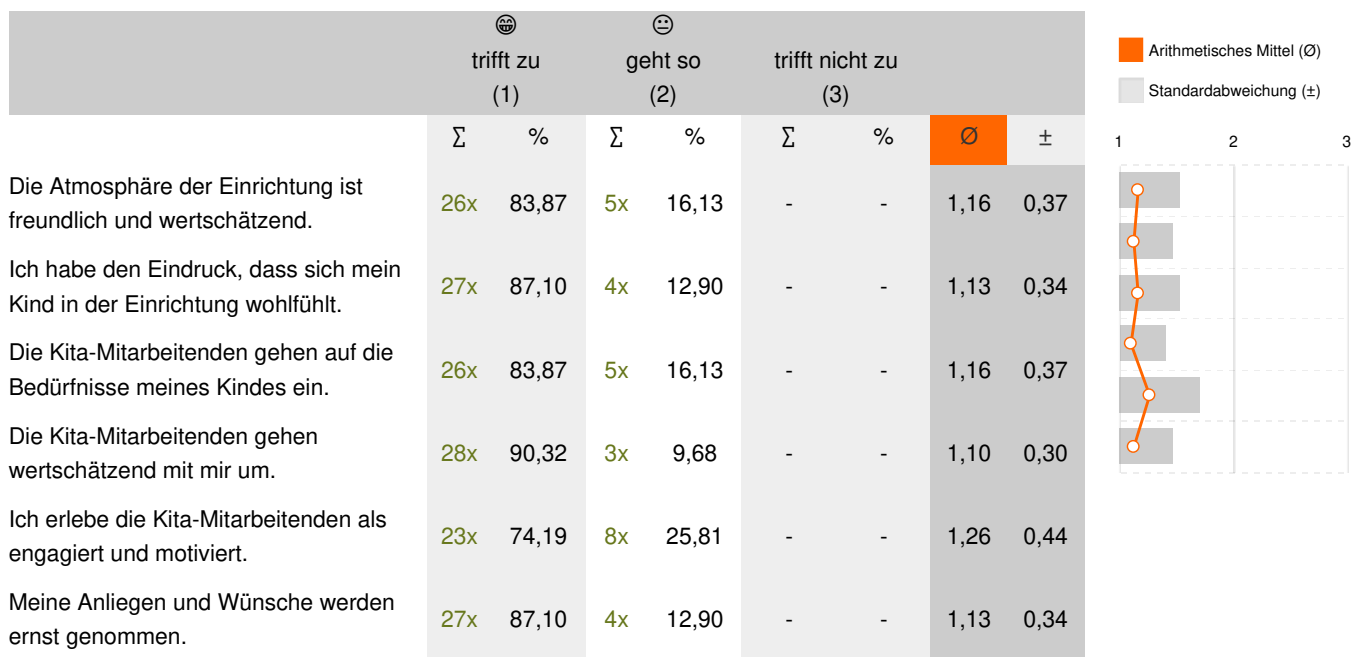 😁 😐
trifft zu geht so trifft nicht zu
(1) (2) (3)
Arithmetisches Mittel (Ø)
Standardabweichung (±)
∑ % ∑ % ∑ % Ø ±
1 2 3
Die Atmosphäre der Einrichtung ist
freundlich und wertschätzend.
26x 83,87 5x 16,13 - - 1,16 0,37
Ich habe den Eindruck, dass sich mein
Kind in der Einrichtung wohlfühlt.
27x 87,10 4x 12,90 - - 1,13 0,34
Die Kita-Mitarbeitenden gehen auf die
Bedürfnisse meines Kindes ein.
26x 83,87 5x 16,13 - - 1,16 0,37
Die Kita-Mitarbeitenden gehen
wertschätzend mit mir um.
28x 90,32 3x 9,68 - - 1,10 0,30
Ich erlebe die Kita-Mitarbeitenden als
engagiert und motiviert.
23x 74,19 8x 25,81 - - 1,26 0,44
Meine Anliegen und Wünsche werden
ernst genommen.
27x 87,10 4x 12,90 - - 1,13 0,34